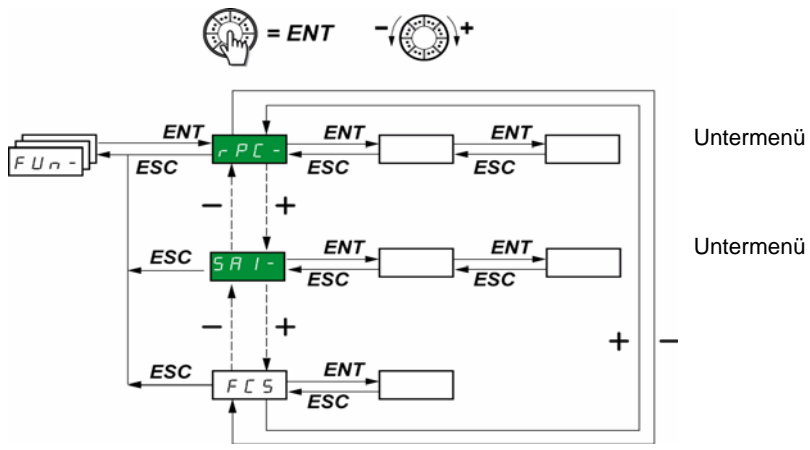 = ENT - +
ENT ENT ENT
FUn- rPC- Untermenü
ESC ESC ESC
- +
ESC ENT ENT
SAI- Untermenü
ESC ESC
- + + -
ESC ENT
FCS
ESC